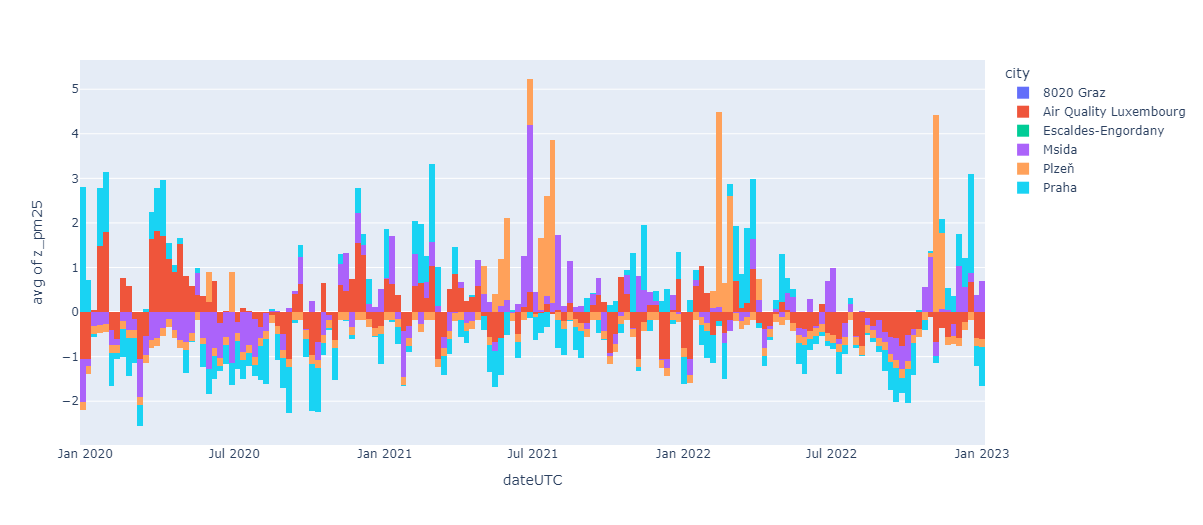 city
8020 Graz
Air Quality Luxembourg
Escaldes-Engordany
Msida
Plzeň
Praha
avg of z_pm25
5
4
3
2
1
0
−1
−2
Jan 2020
Jul 2020
Jan 2021
Jul 2021
Jan 2022
Jul 2022
Jan 2023
dateUTC